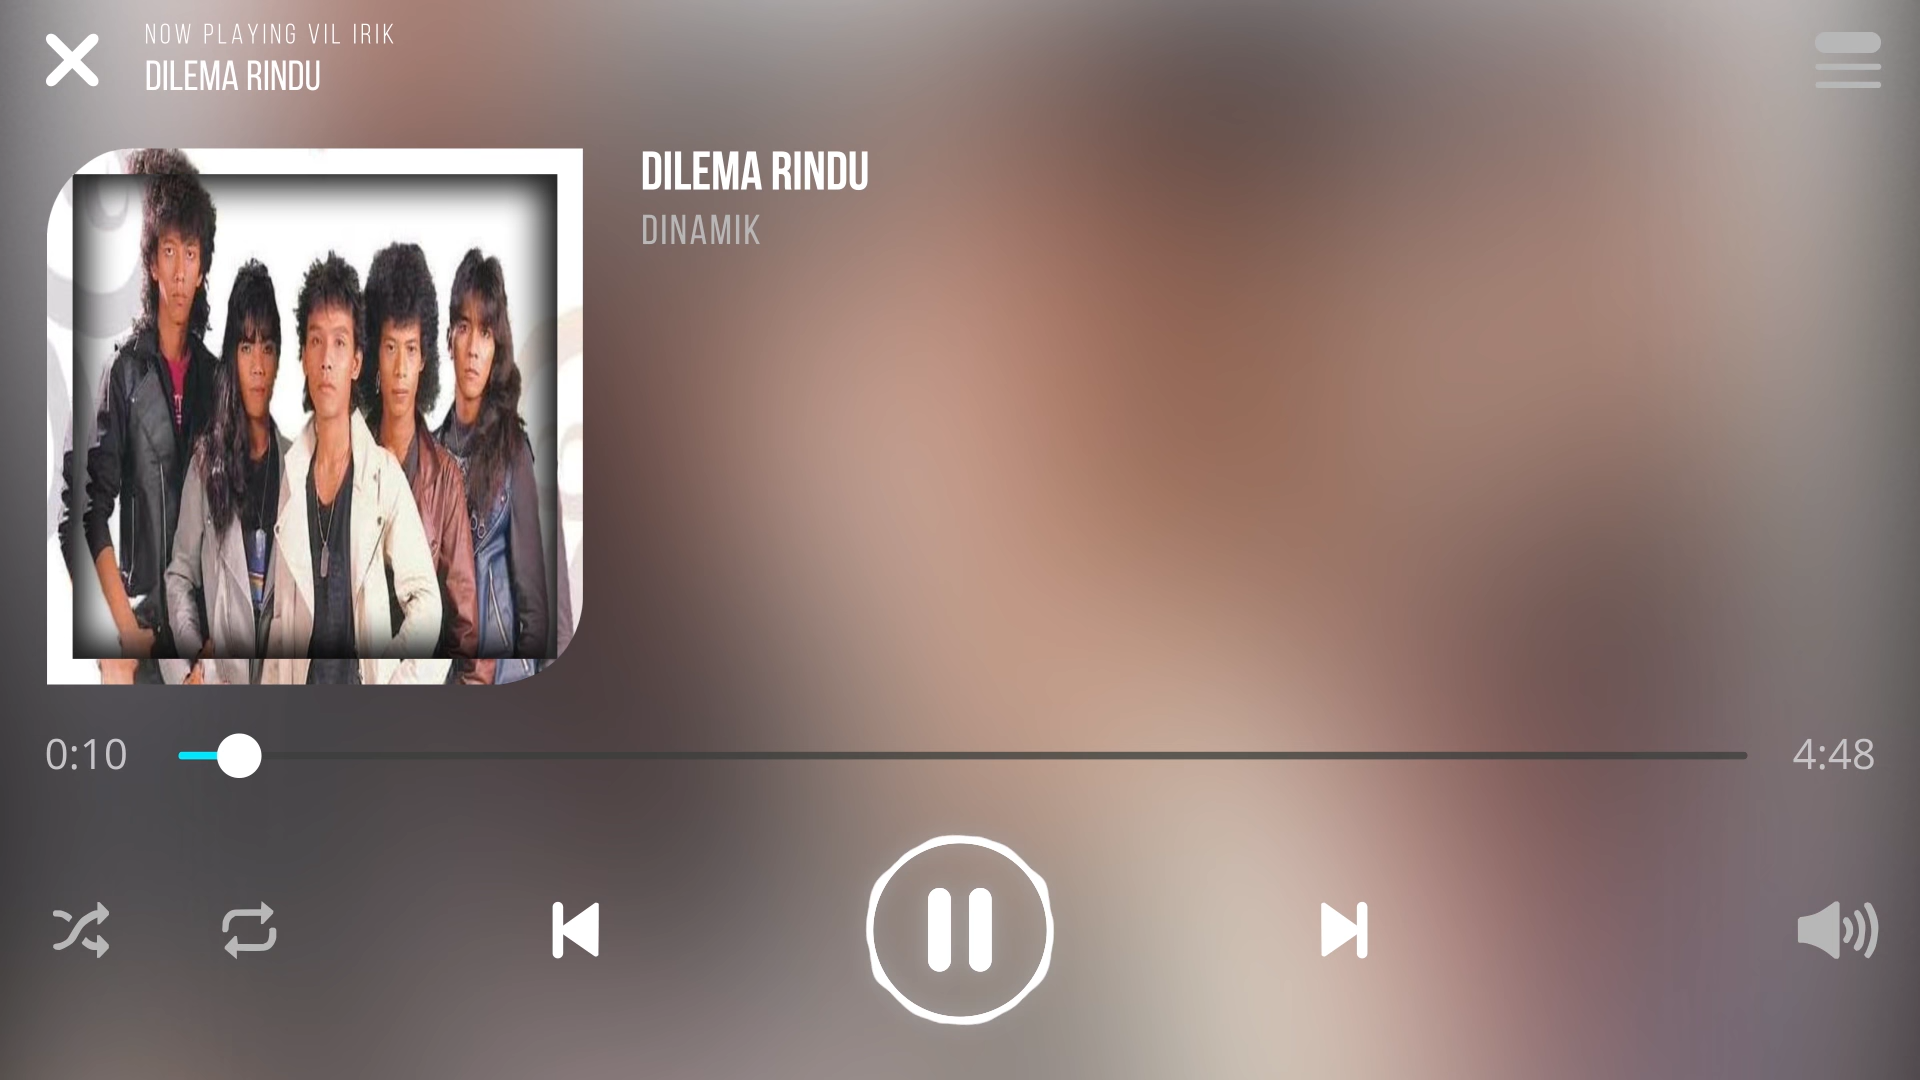 NOW PLAYING VIL IRIK
DILEMA RINDU
DILEMA RINDU
DINAMIK
0:10
4:48